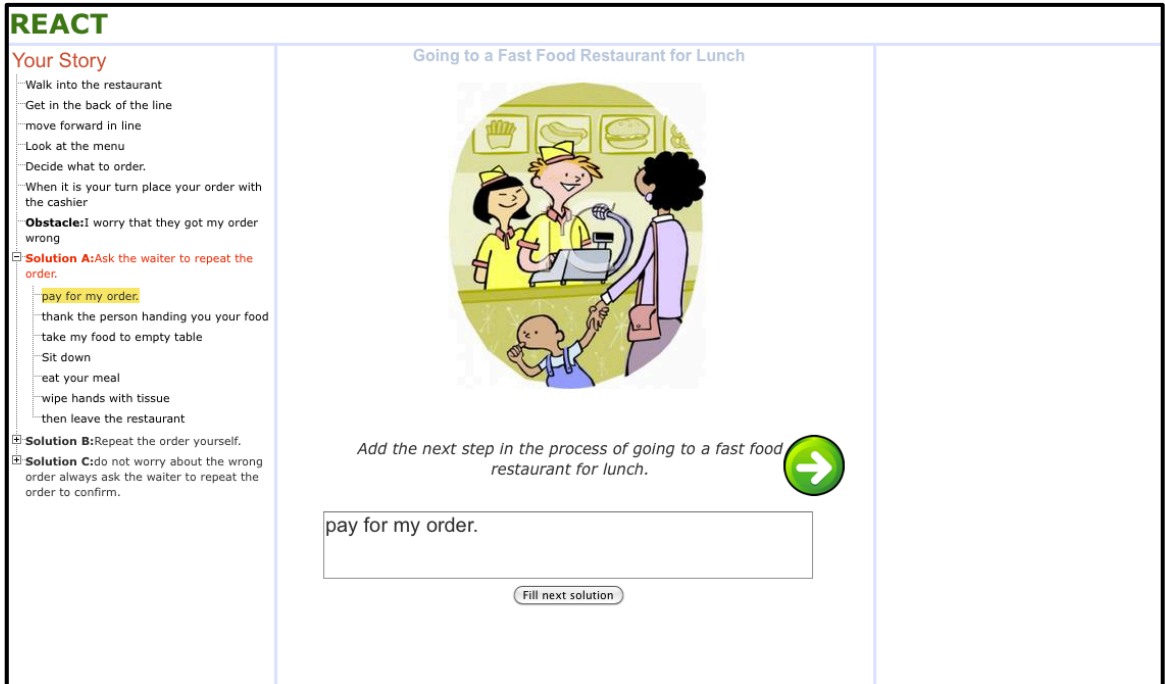 REACT
Your Story
Walk into the restaurant
Get in the back of the line
move forward in line
Look at the menu
Decide what to order.
When it is your turn place your order with
the cashier
Obstacle:I worry that they got my order
wrong
Solution A:Ask the waiter to repeat the
order.
pay for my order.
thank the person handing you your food
take my food to empty table
Sit down
eat your meal
wipe hands with tissue
then leave the restaurant
Solution B:Repeat the order yourself.
Solution C:do not worry about the wrong
order always ask the waiter to repeat the
order to confirm.
Going to a Fast Food Restaurant for Lunch
Add the next step in the process of going to a fast food
restaurant for lunch.
pay for my order.
Fill next solution